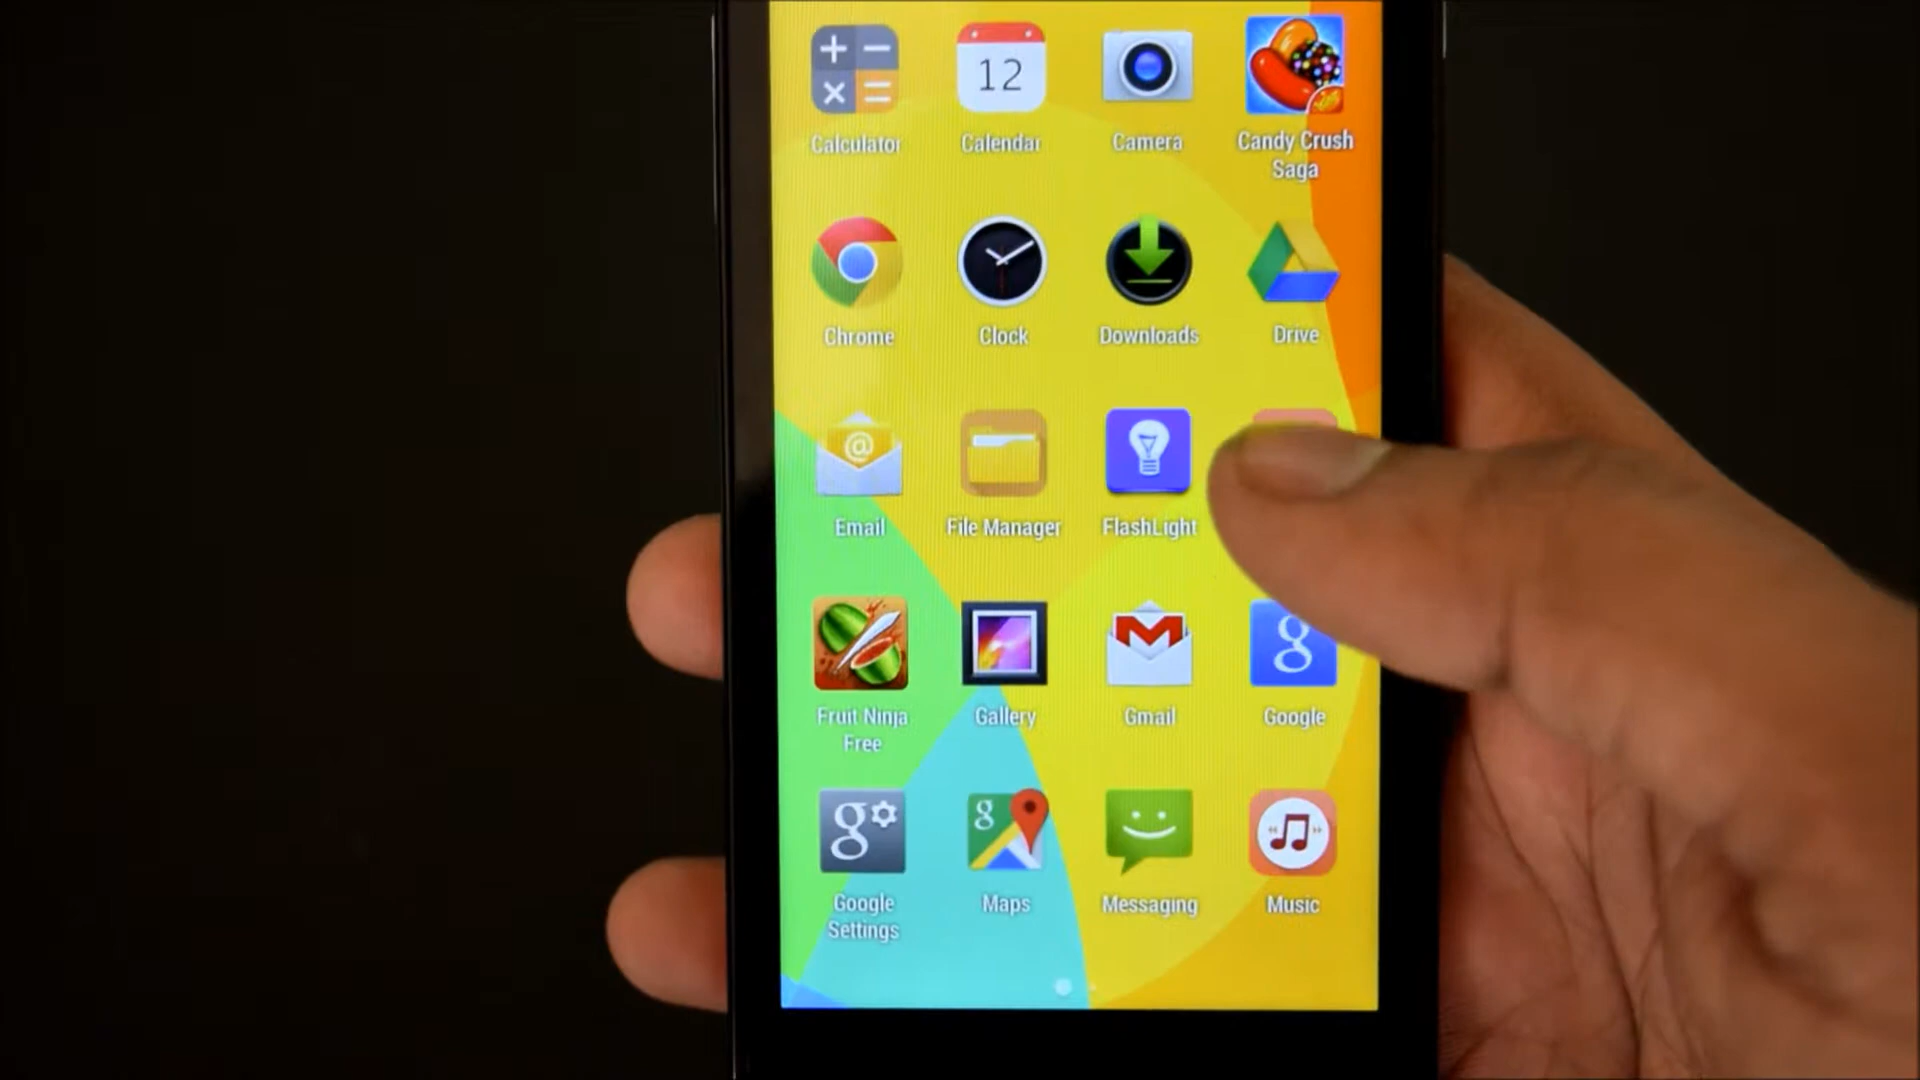 12
Calculator
Calendar
Camera
Candy Crush
Saga
Chrome
Clock
Downloads
Drive
@
Email
File Manager
FlashLight
g
Fruit Ninja
Free
Gallery
Gmail
Google
g
g
Google
Settings
Maps
Messaging
Music